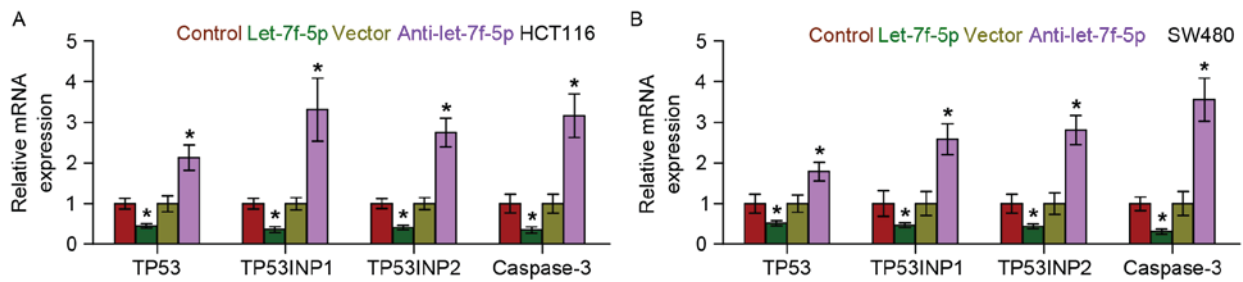 A
Control Let-7f-5p Vector Anti-let-7f-5p HCT116
Relative mRNA
expression
5
4
3
2
1
0
* * * * * * * *
TP53 TP53INP1 TP53INP2 Caspase-3
B
Control Let-7f-5p Vector Anti-let-7f-5p SW480
Relative mRNA
expression
5
4
3
2
1
0
* * * * * * * *
TP53 TP53INP1 TP53INP2 Caspase-3